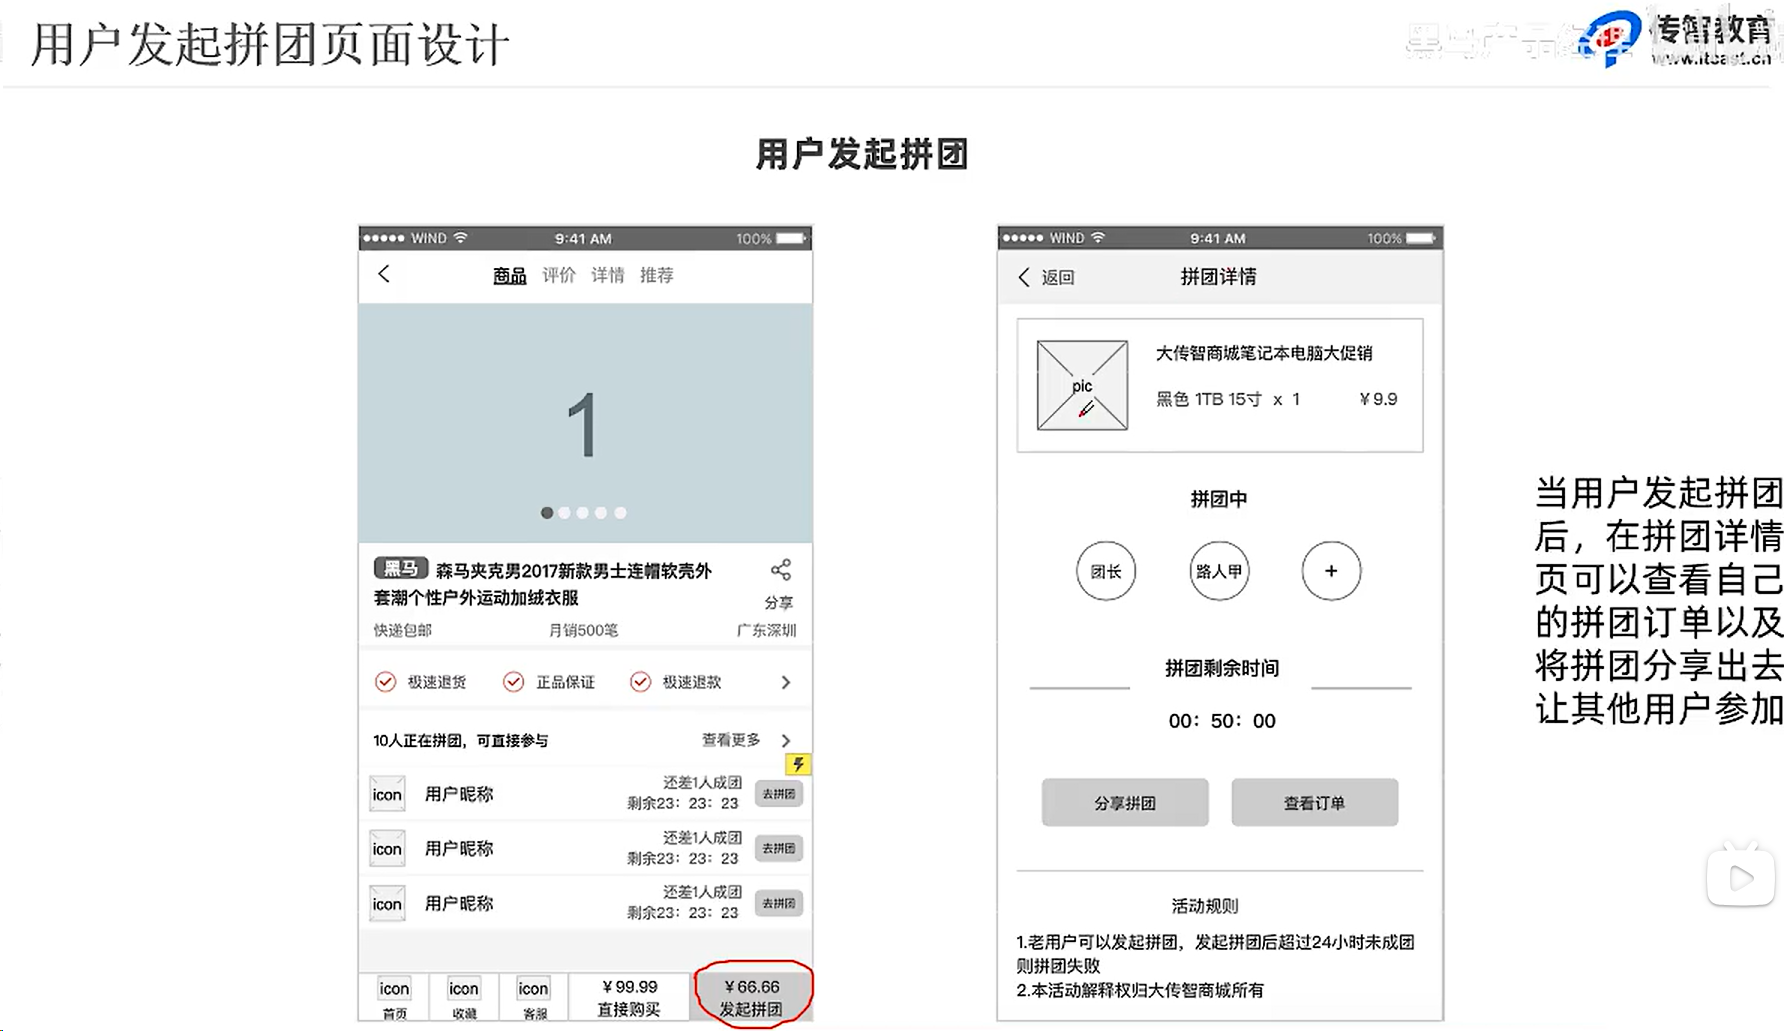 用户发起拼团页面设计
传智教育
www.itcast.cn
用户发起拼团
WIND
9:41 AM
100%
商品 评价 详情 推荐
1
黑马 森马夹克男2017新款男士连帽软壳外
套潮个性户外运动加绒衣服
分享
快递包邮 月销500笔 广东深圳
极速退货 正品保证 极速退款
10人正在拼团，可直接参与 查看更多
icon 用户昵称 还差1人成团
剩余23：23：23 去拼团
icon 用户昵称 还差1人成团
剩余23：23：23 去拼团
icon 用户昵称 还差1人成团
剩余23：23：23 去拼团
icon icon icon ￥99.99 ￥66.66
首页 收藏 客服 直接购买 发起拼团
WIND
9:41 AM
100%
返回 拼团详情
pic
大传智商城笔记本电脑大促销
黑色 1TB 15寸 x 1 ￥9.9
拼团中
团长 路人甲 +
拼团剩余时间
00：50：00
分享拼团 查看订单
活动规则
1.老用户可以发起拼团，发起拼团后超过24小时未成团
则拼团失败
2.本活动解释权归大传智商城所有
当用户发起拼团
后，在拼团详情
页可以查看自己
的拼团订单以及
将拼团分享出去
让其他用户参加